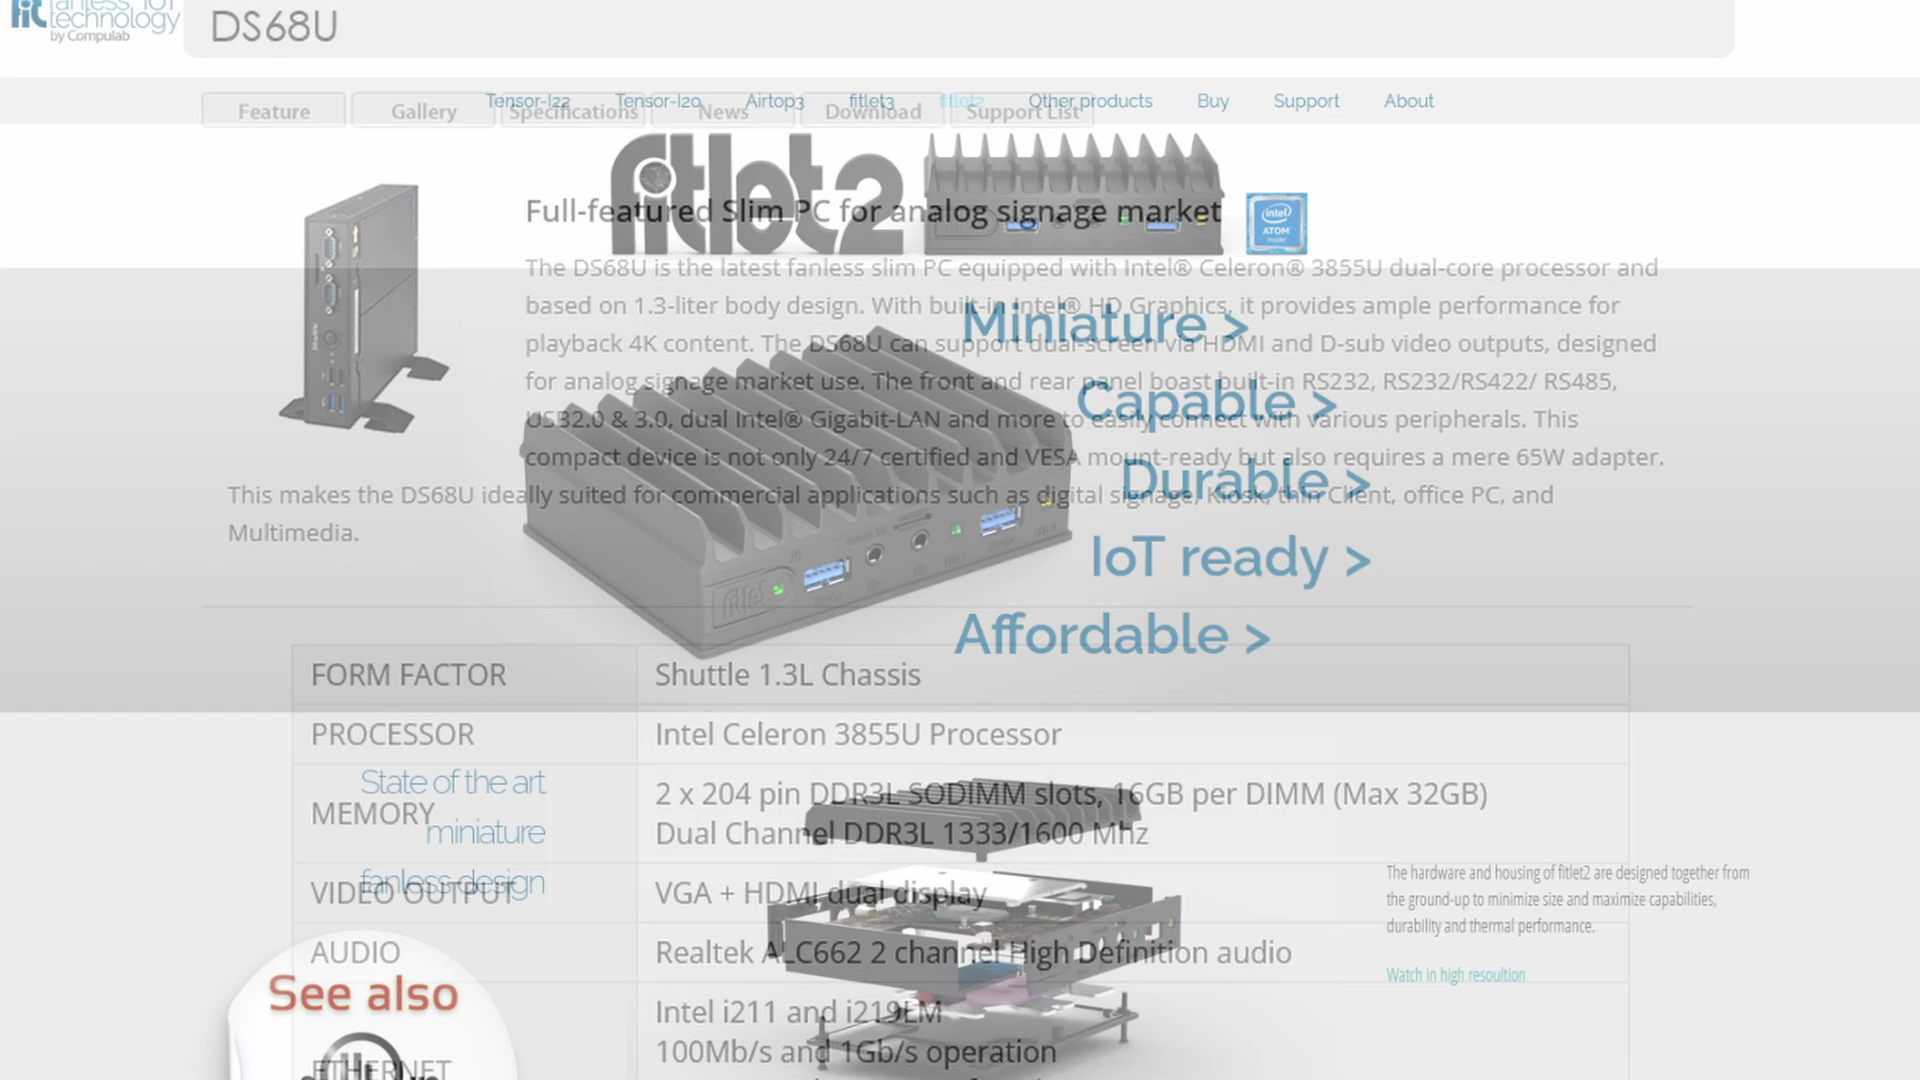 fit
fanless IoT
technology
by Compulab
DS68U
Tensor-I22
Tensor-I20
Airtop3
fitlet3
fitlet2
Other products
Buy
Support
About
Feature
Gallery
Specifications
News
Download
Support List
fitlet2
intel
ATOM
inside
Full-featured Slim PC for analog signage market
The DS68U is the latest fanless slim PC equipped with Intel® Celeron® 3855U dual-core processor and
based on 1.3-liter body design. With built-in Intel® HD Graphics, it provides ample performance for
playback 4K content. The DS68U can support dual-screen via HDMI and D-sub video outputs, designed
for analog signage market use. The front and rear panel boast built-in RS232, RS232/RS422/ RS485,
USB2.0 & 3.0, dual Intel® Gigabit-LAN and more to easily connect with various peripherals. This
compact device is not only 24/7 certified and VESA mount-ready but also requires a mere 65W adapter.
This makes the DS68U ideally suited for commercial applications such as digital signage, Kiosk, thin Client, office PC, and
Multimedia.
Miniature >
Capable >
Durable >
IoT ready >
Affordable >
fitlet
FORM FACTOR
Shuttle 1.3L Chassis
PROCESSOR
Intel Celeron 3855U Processor
MEMORY
2 x 204 pin DDR3L SODIMM slots, 16GB per DIMM (Max 32GB)
Dual Channel DDR3L 1333/1600 Mhz
VIDEO OUTPUT
VGA + HDMI dual display
AUDIO
Realtek ALC662 2 channel High Definition audio
ETHERNET
Intel i211 and i219LM
100Mb/s and 1Gb/s operation
State of the art
miniature
fanless design
The hardware and housing of fitlet2 are designed together from
the ground-up to minimize size and maximize capabilities,
durability and thermal performance.
Watch in high resoultion
See also